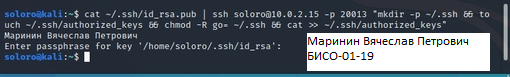 soloro@kali:~$ cat ~/.ssh/id_rsa.pub | ssh soloro@10.0.2.15 -p 20013 "mkdir -p ~/.ssh && to
uch ~/.ssh/authorized_keys && chmod -R go= ~/.ssh && cat >> ~/.ssh/authorized_keys"
Маринин Вячеслав Петрович
Enter passphrase for key '/home/soloro/.ssh/id_rsa':
soloro@kali:~$
Маринин Вячеслав Петрович
БИСО-01-19